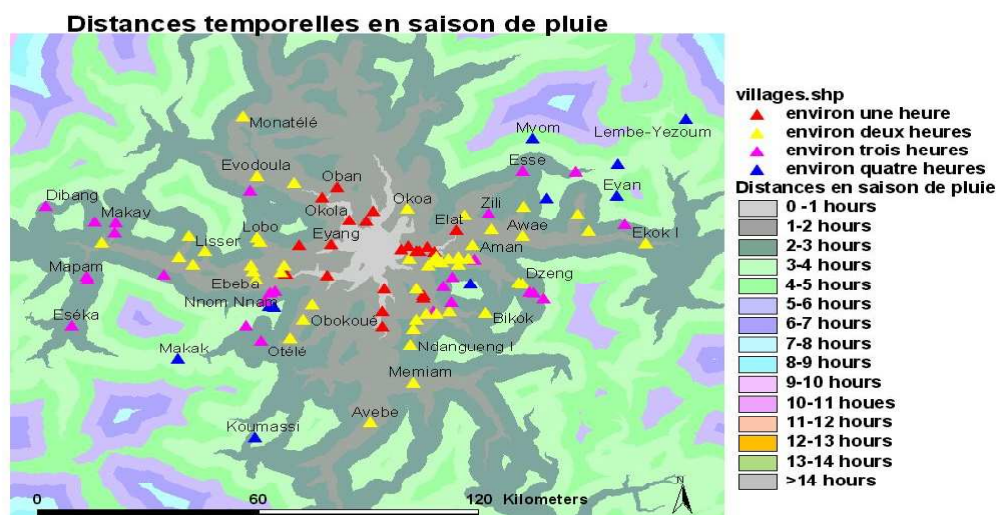 Distances temporelles en saison de pluie
villages.shp
environ une heure
environ deux heures
environ trois heures
environ quatre heures
Distances en saison de pluie
0 -1 hours
1-2 hours
2-3 hours
3-4 hours
4-5 hours
5-6 hours
6-7 hours
7-8 hours
8-9 hours
9-10 hours
10-11 houes
11-12 hours
12-13 hours
13-14 hours
>14 hours
Monatélé
Mvom
Lembe-Yezoum
Evodoula
Oban
Esse
Evan
Dibang
Makay
Okola
Okoa
Zili
Lobo
Elat
Awae
Ekok I
Lisser
Eyang
Aman
Mapam
Ebeba
Dzeng
Nnom Nnam
Eséka
Obokoué
Bikok
Makak
Otélé
Ndangueng I
Memiam
Avebe
Koumassi
N
0 60 120 Kilometers